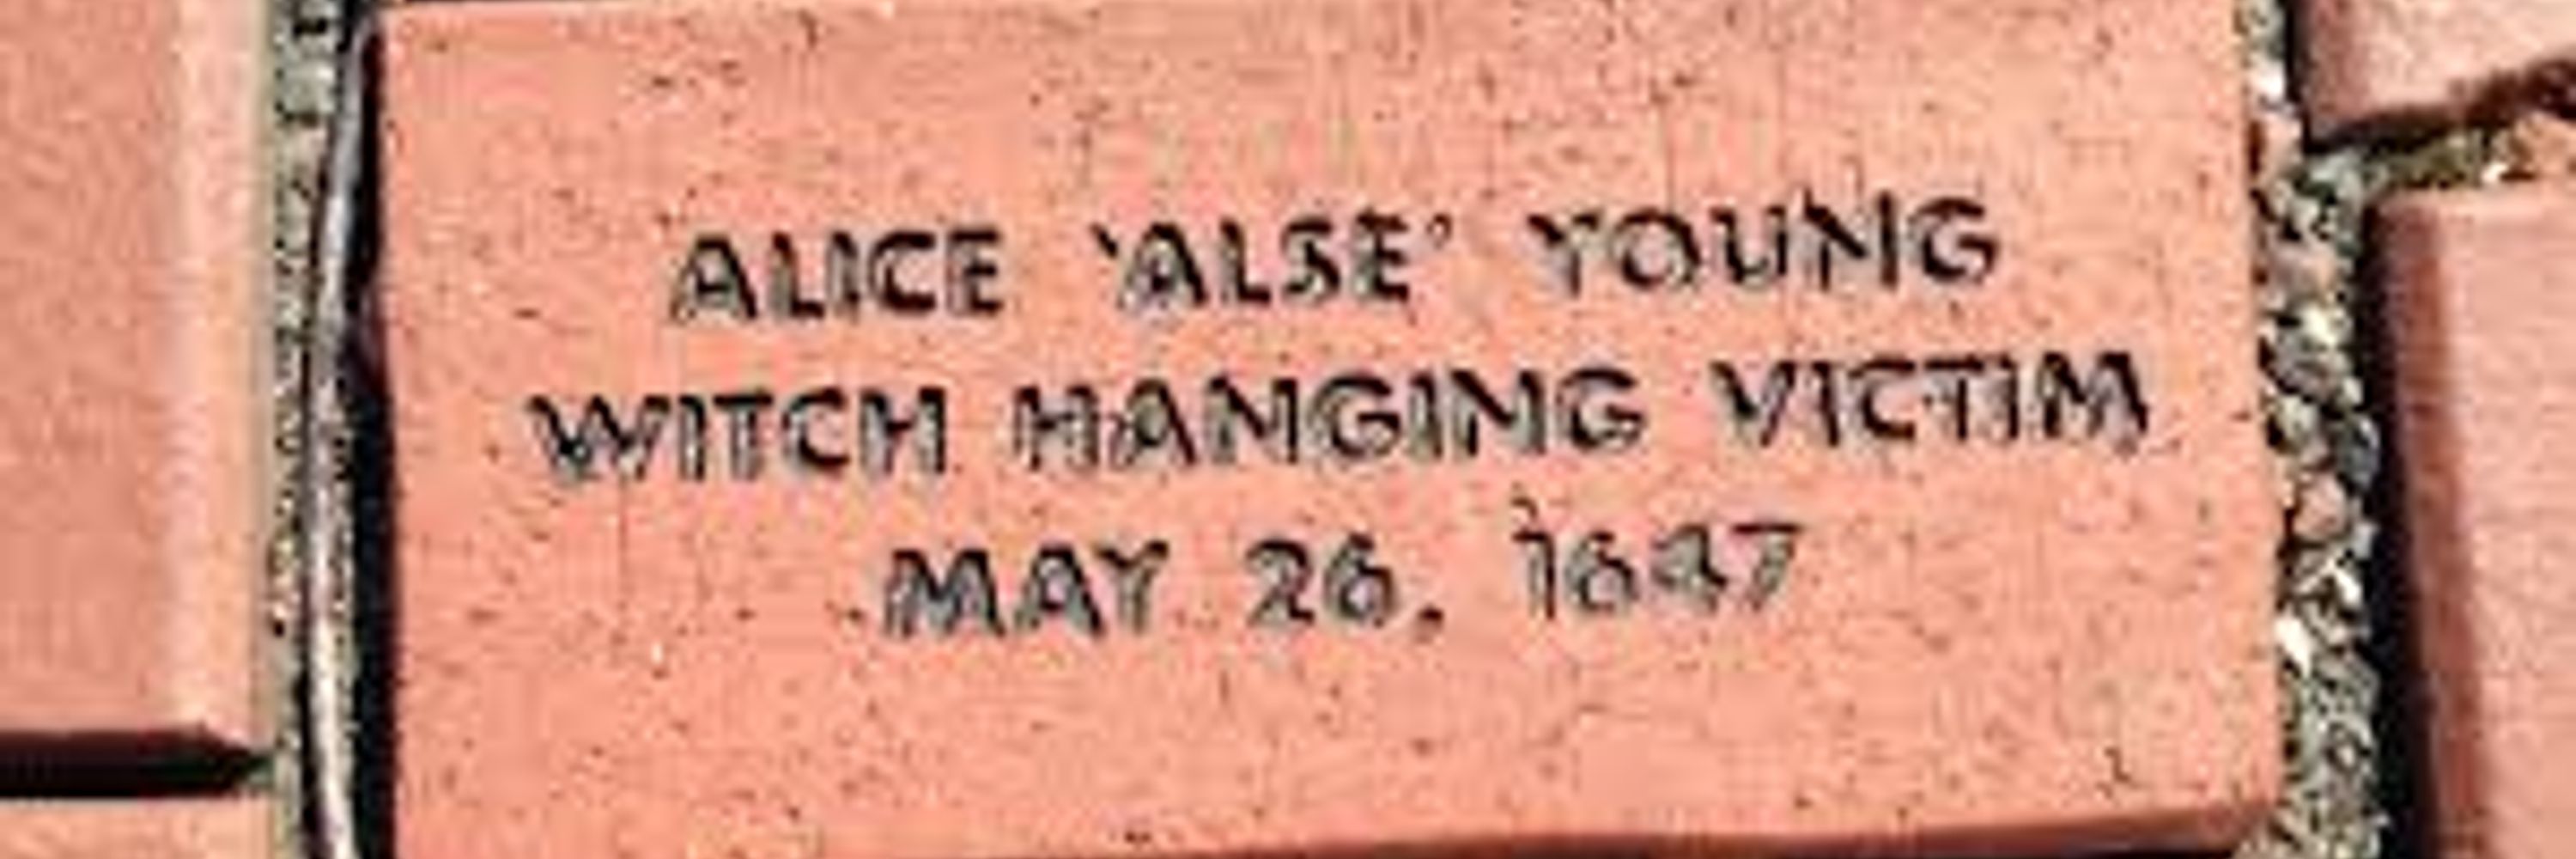 ALICE 'ALSE' YOUNG
WITCH HANGING VICTIM
MAY 26, 1647